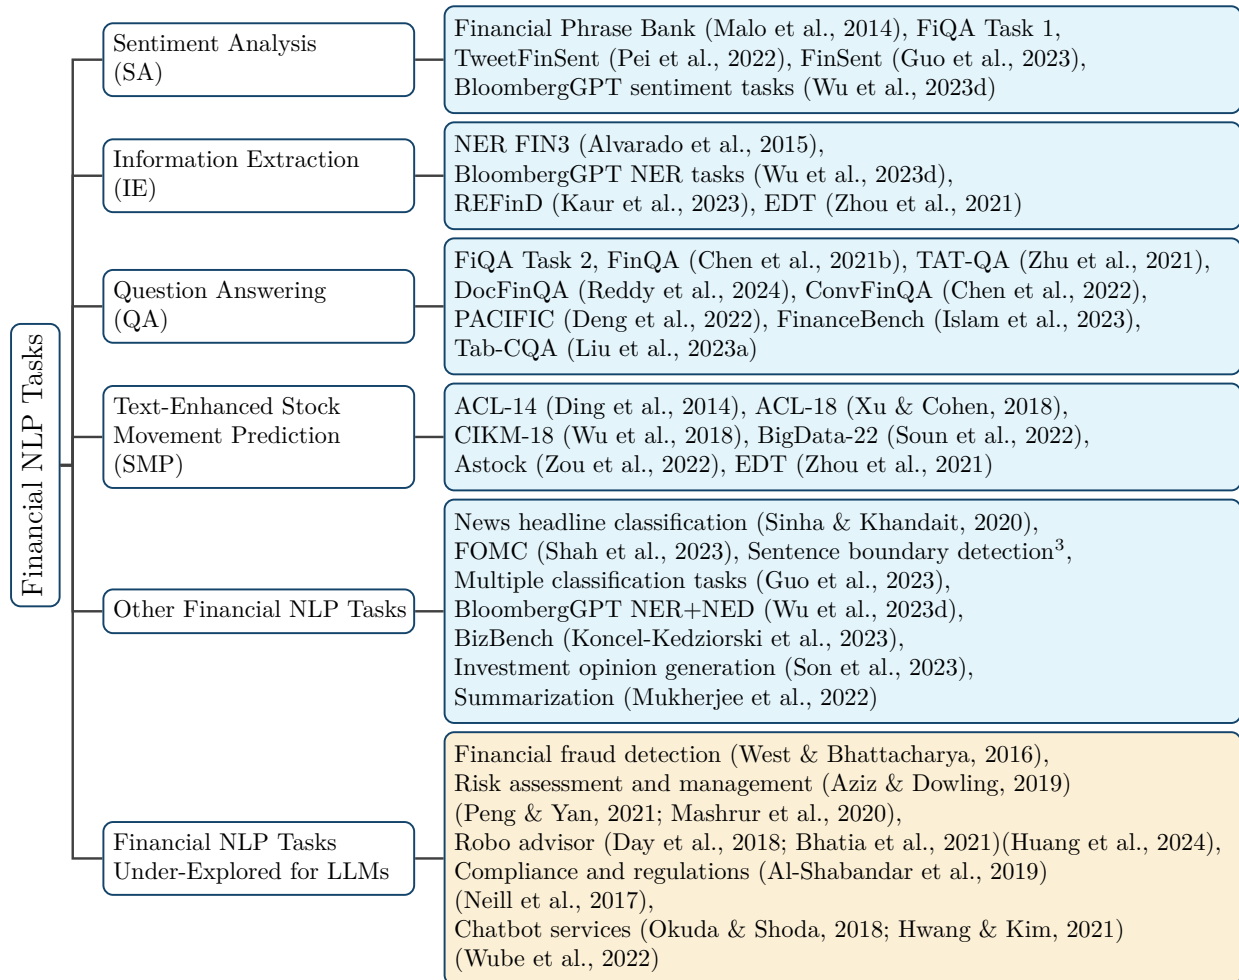 Financial NLP Tasks
Sentiment Analysis
(SA)
Financial Phrase Bank (Malo et al., 2014), FiQA Task 1,
TweetFinSent (Pei et al., 2022), FinSent (Guo et al., 2023),
BloombergGPT sentiment tasks (Wu et al., 2023d)
Information Extraction
(IE)
NER FIN3 (Alvarado et al., 2015),
BloombergGPT NER tasks (Wu et al., 2023d),
REFinD (Kaur et al., 2023), EDT (Zhou et al., 2021)
Question Answering
(QA)
FiQA Task 2, FinQA (Chen et al., 2021b), TAT-QA (Zhu et al., 2021),
DocFinQA (Reddy et al., 2024), ConvFinQA (Chen et al., 2022),
PACIFIC (Deng et al., 2022), FinanceBench (Islam et al., 2023),
Tab-CQA (Liu et al., 2023a)
Text-Enhanced Stock
Movement Prediction
(SMP)
ACL-14 (Ding et al., 2014), ACL-18 (Xu & Cohen, 2018),
CIKM-18 (Wu et al., 2018), BigData-22 (Soun et al., 2022),
Astock (Zou et al., 2022), EDT (Zhou et al., 2021)
Other Financial NLP Tasks
News headline classification (Sinha & Khandait, 2020),
FOMC (Shah et al., 2023), Sentence boundary detection³,
Multiple classification tasks (Guo et al., 2023),
BloombergGPT NER+NED (Wu et al., 2023d),
BizBench (Koncel-Kedziorski et al., 2023),
Investment opinion generation (Son et al., 2023),
Summarization (Mukherjee et al., 2022)
Financial NLP Tasks
Under-Explored for LLMs
Financial fraud detection (West & Bhattacharya, 2016),
Risk assessment and management (Aziz & Dowling, 2019)
(Peng & Yan, 2021; Mashrur et al., 2020),
Robo advisor (Day et al., 2018; Bhatia et al., 2021)(Huang et al., 2024),
Compliance and regulations (Al-Shabandar et al., 2019)
(Neill et al., 2017),
Chatbot services (Okuda & Shoda, 2018; Hwang & Kim, 2021)
(Wube et al., 2022)